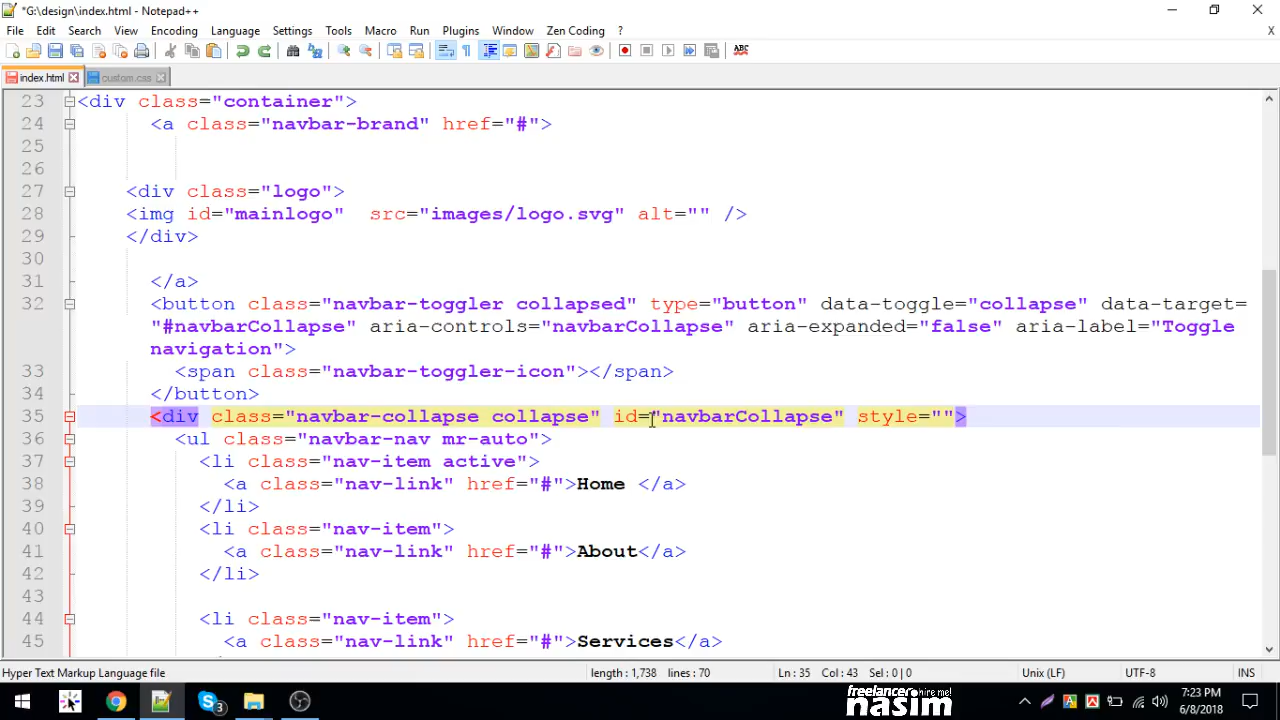 *G:\design\index.html - Notepad++
File Edit Search View Encoding Language Settings Tools Macro Run Plugins Window Zen Coding ? X
ABC
index.html custom.css
23 <div class="container">
24 <a class="navbar-brand" href="#">
25
26
27 <div class="logo">
28 <img id="mainlogo"  src="images/logo.svg" alt="" />
29 </div>
30
31 </a>
32 <button class="navbar-toggler collapsed" type="button" data-toggle="collapse" data-target=
"#navbarCollapse" aria-controls="navbarCollapse" aria-expanded="false" aria-label="Toggle
navigation">
33 <span class="navbar-toggler-icon"></span>
34 </button>
35 <div class="navbar-collapse collapse" id="navbarCollapse" style="">
36 <ul class="navbar-nav mr-auto">
37 <li class="nav-item active">
38 <a class="nav-link" href="#">Home </a>
39 </li>
40 <li class="nav-item">
41 <a class="nav-link" href="#">About</a>
42 </li>
43
44 <li class="nav-item">
45 <a class="nav-link" href="#">Services</a>
Hyper Text Markup Language file length : 1,738 lines : 70 Ln : 35 Col : 43 Sel : 0 | 0 Unix (LF) UTF-8 INS
3
freelancers hire me!
nasim
7:23 PM
6/8/2018